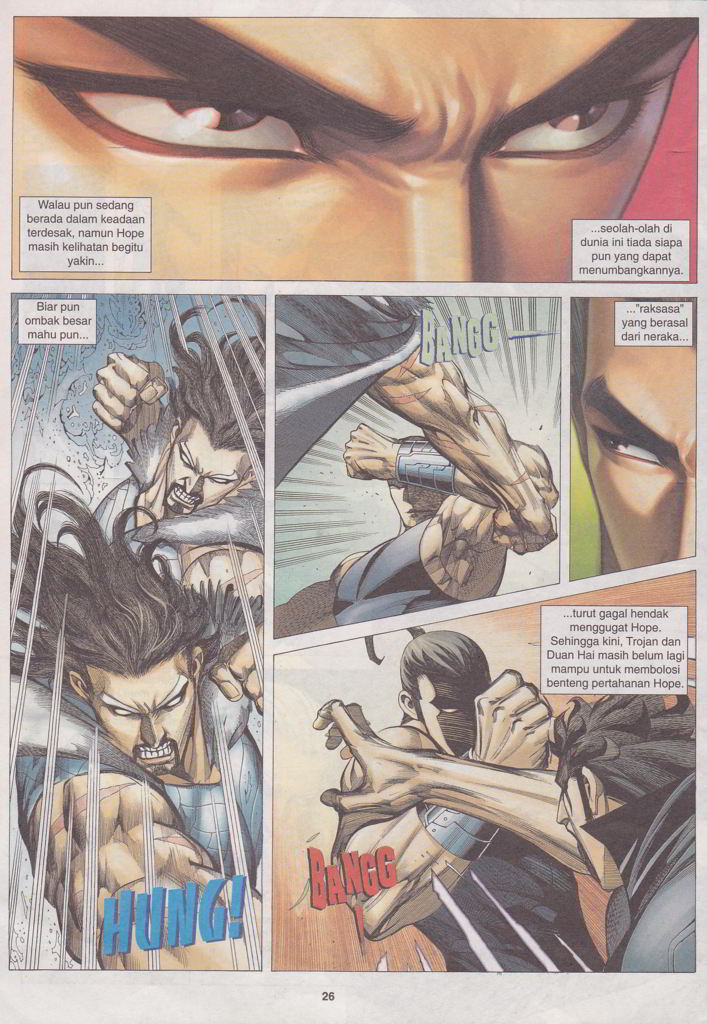 Walau pun sedang
berada dalam keadaan
terdesak, namun Hope
masih kelihatan begitu
yakin...
...seolah-olah di
dunia ini tiada siapa
pun yang dapat
menumbangkannya.
Biar pun
ombak besar
mahu pun...
HUNG!
BANGG
..."raksasa"
yang berasal
dari neraka...
...turut gagal hendak
menggugat Hope.
Sehingga kini, Trojan dan
Duan Hai masih belum lagi
mampu untuk membolosi
benteng pertahanan Hope.
BANGG
26